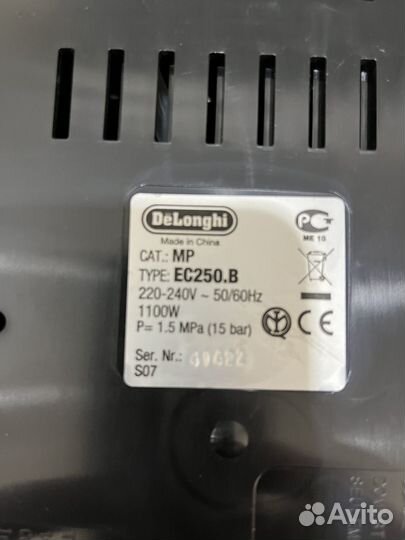 DeLonghi
Made in China
CAT.: MP
TYPE: EC250.B
220-240V ~ 50/60Hz
1100W
P= 1.5 MPa (15 bar)
Ser. Nr.:
S07
PC
ME 10
CE
Avito